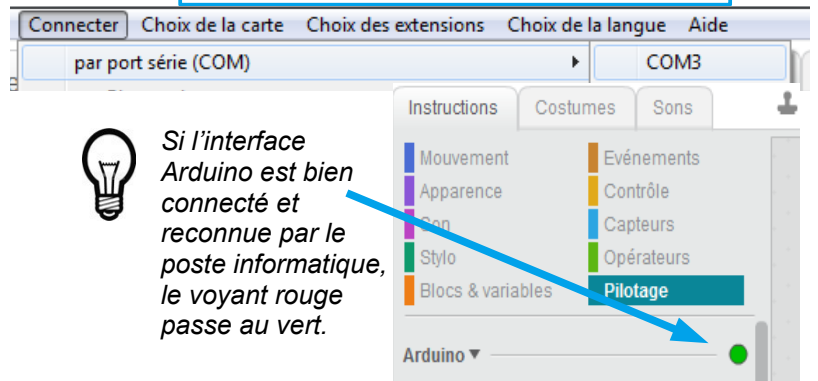 Connecter Choix de la carte Choix des extensions Choix de la langue Aide
par port série (COM) COM3
Instructions Costumes Sons
Si l’interface
Arduino est bien
connecté et
reconnue par le
poste informatique,
le voyant rouge
passe au vert.
Mouvement Evénements
Apparence Contrôle
Son Capteurs
Stylo Opérateurs
Blocs & variables Pilotage
Arduino